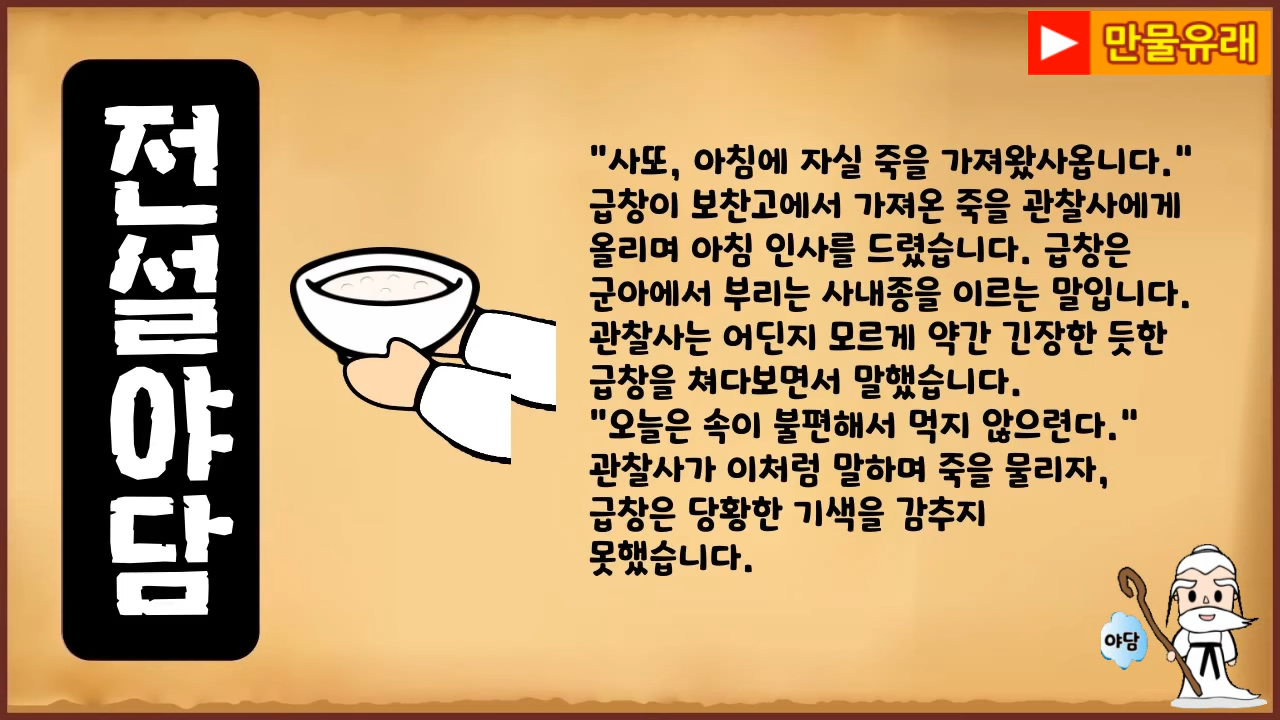 만물유래
전설야담
"사또, 아침에 자실 죽을 가져왔사옵니다."
급창이 보찬고에서 가져온 죽을 관찰사에게
올리며 아침 인사를 드렸습니다. 급창은
군아에서 부리는 사내종을 이르는 말입니다.
관찰사는 어딘지 모르게 약간 긴장한 듯한
급창을 쳐다보면서 말했습니다.
"오늘은 속이 불편해서 먹지 않으련다."
관찰사가 이처럼 말하며 죽을 물리자,
급창은 당황한 기색을 감추지
못했습니다.
야담